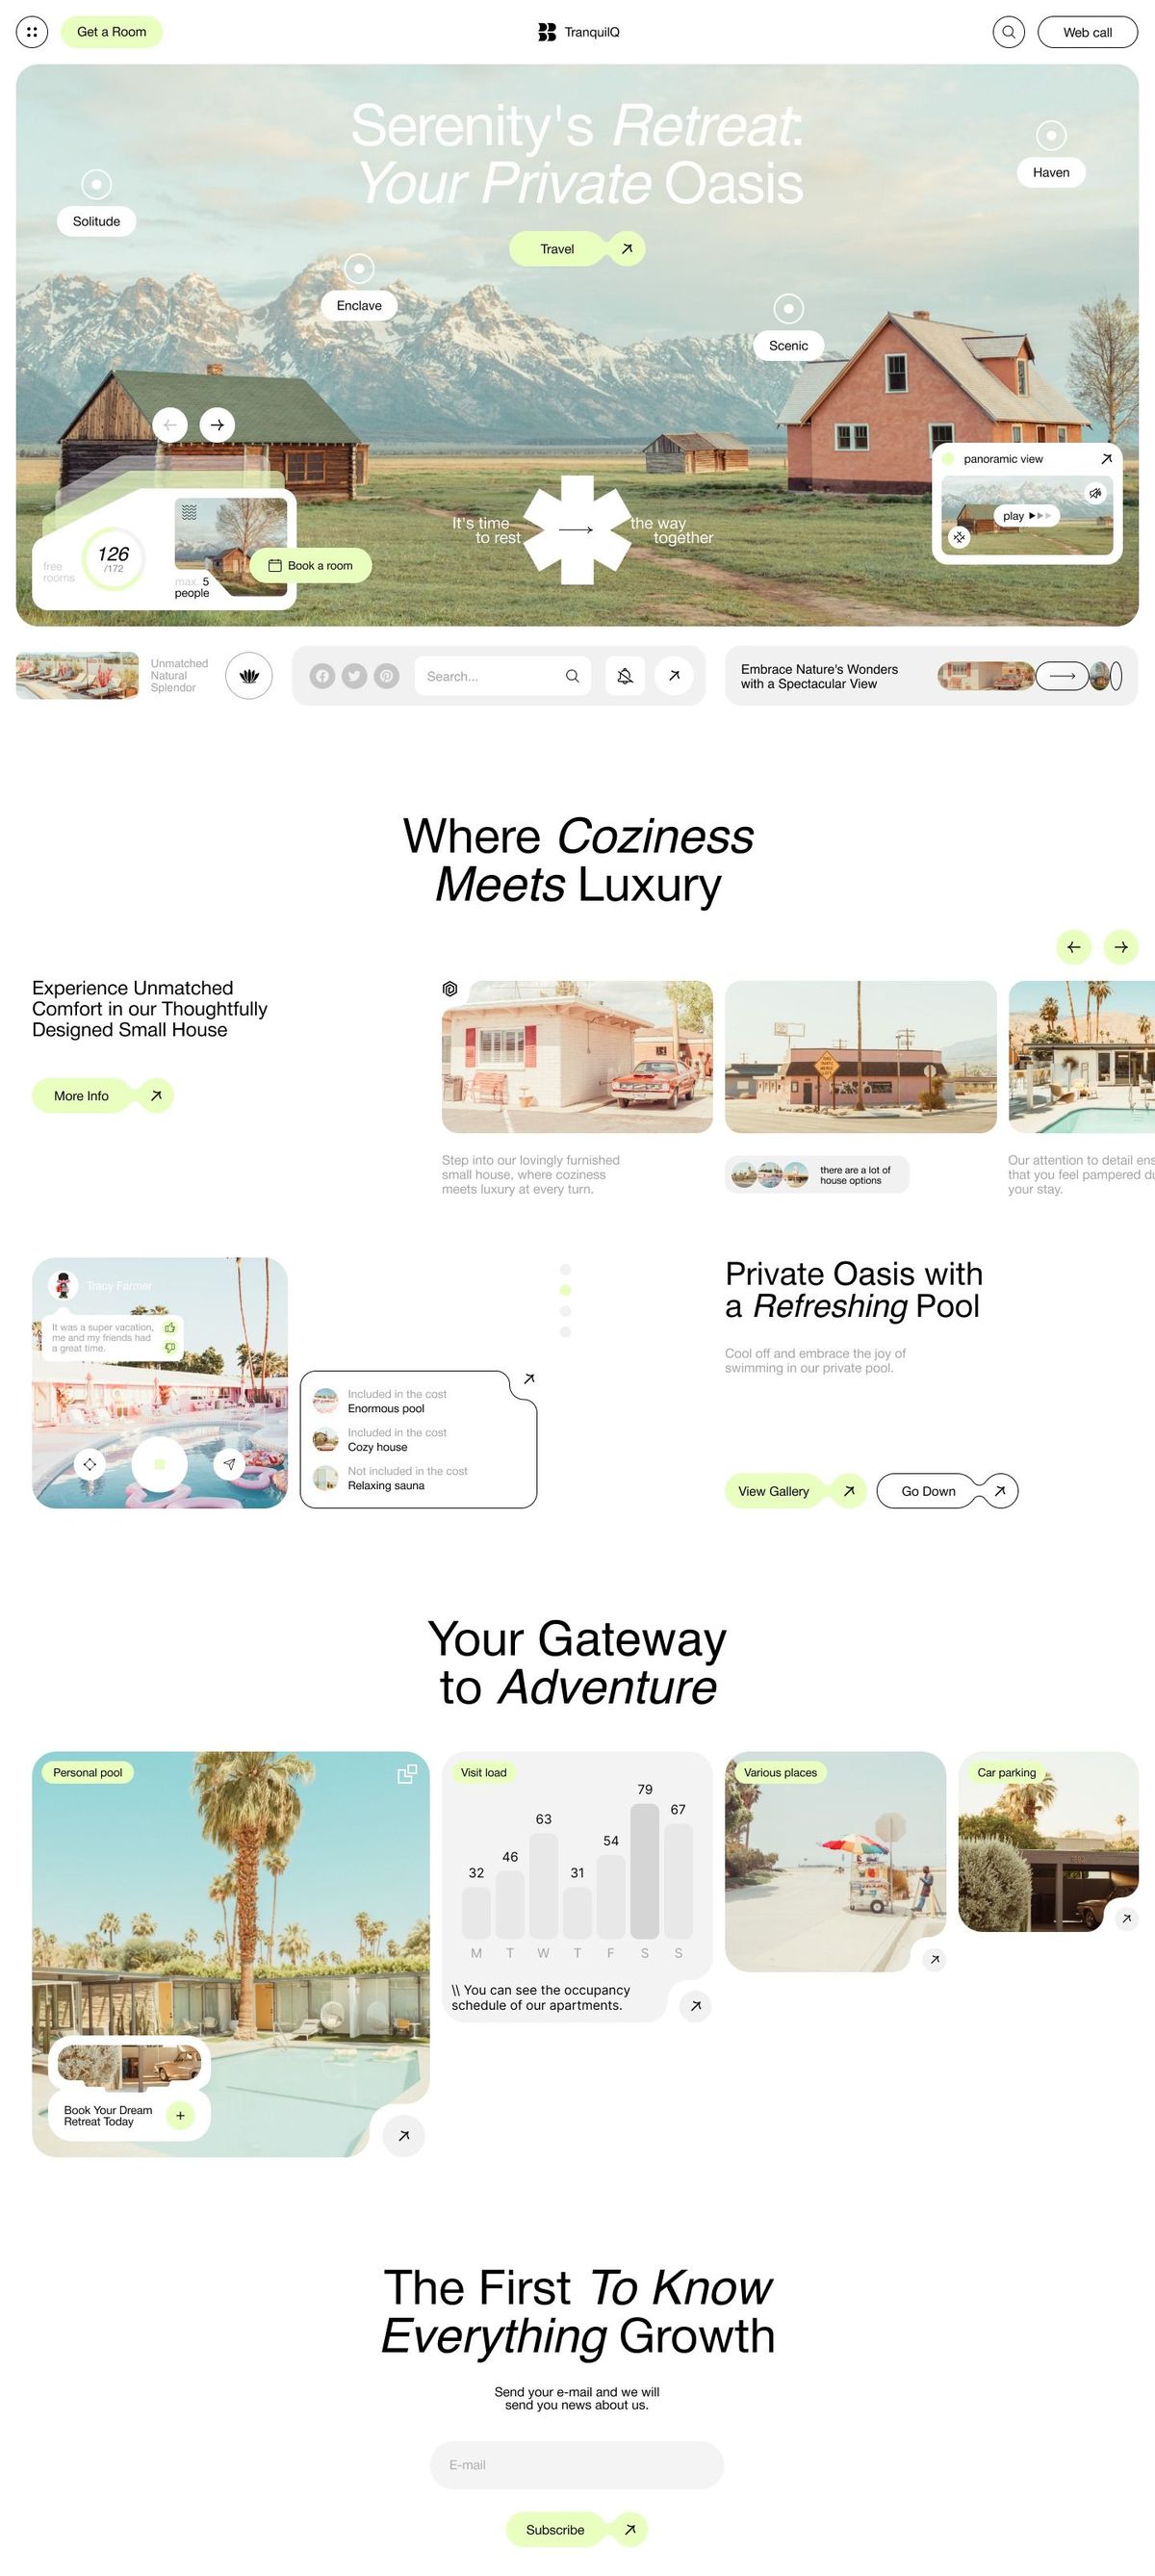 Get a Room
TranquilQ
Web call
Serenity's Retreat:
Your Private Oasis
Haven
Solitude
Travel
Enclave
Scenic
panoramic view
play
It's time
to rest
the way
together
126
/172
free
rooms
max. 5
people
Book a room
Unmatched
Natural
Splendor
Search...
Embrace Nature's Wonders
with a Spectacular View
Where Coziness
Meets Luxury
Experience Unmatched
Comfort in our Thoughtfully
Designed Small House
More Info
Step into our lovingly furnished
small house, where coziness
meets luxury at every turn.
there are a lot of
house options
Our attention to detail ens
that you feel pampered du
your stay.
Tracy Farmer
It was a super vacation,
me and my friends had
a great time.
Included in the cost
Enormous pool
Included in the cost
Cozy house
Not included in the cost
Relaxing sauna
Private Oasis with
a Refreshing Pool
Cool off and embrace the joy of
swimming in our private pool.
View Gallery
Go Down
Your Gateway
to Adventure
Personal pool
Book Your Dream
Retreat Today
Visit load
32 46 63 31 54 79 67
M T W T F S S
\\ You can see the occupancy
schedule of our apartments.
Various places
Car parking
The First To Know
Everything Growth
Send your e-mail and we will
send you news about us.
E-mail
Subscribe